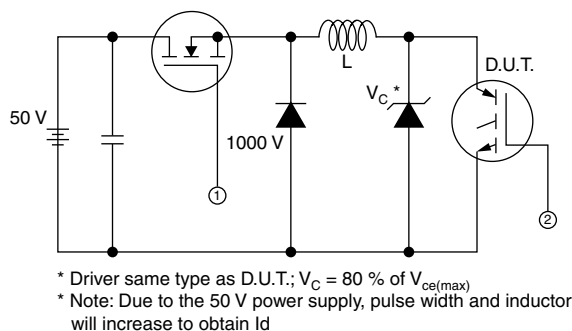 L
D.U.T.
V_C *
50 V
1000 V
1
2
* Driver same type as D.U.T.; V_C = 80 % of V_ce(max)
* Note: Due to the 50 V power supply, pulse width and inductor
will increase to obtain Id